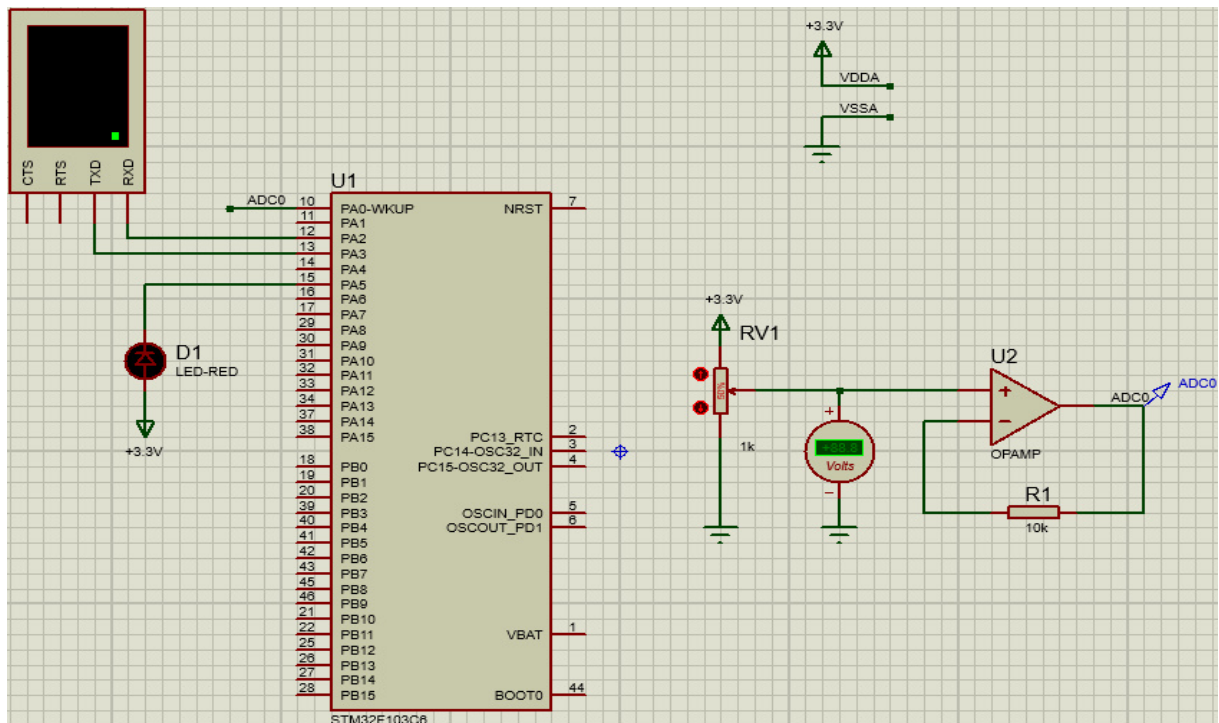 CTS
RTS
TXD
RXD
+3.3V
VDDA
VSSA
U1
ADC0
10 PA0-WKUP
11 PA1
12 PA2
13 PA3
14 PA4
15 PA5
16 PA6
17 PA7
29 PA8
30 PA9
31 PA10
32 PA11
33 PA12
34 PA13
37 PA14
38 PA15
18 PB0
19 PB1
20 PB2
39 PB3
40 PB4
41 PB5
42 PB6
43 PB7
45 PB8
46 PB9
21 PB10
22 PB11
25 PB12
26 PB13
27 PB14
28 PB15
NRST 7
PC13_RTC 2
PC14-OSC32_IN 3
PC15-OSC32_OUT 4
OSCIN_PD0 5
OSCOUT_PD1 6
VBAT 1
BOOT0 44
STM32F103C6
D1
LED-RED
+3.3V
+3.3V
RV1
50%
1k
+
+88.8
Volts
−
U2
+
−
OPAMP
ADC0
ADC0
R1
10k